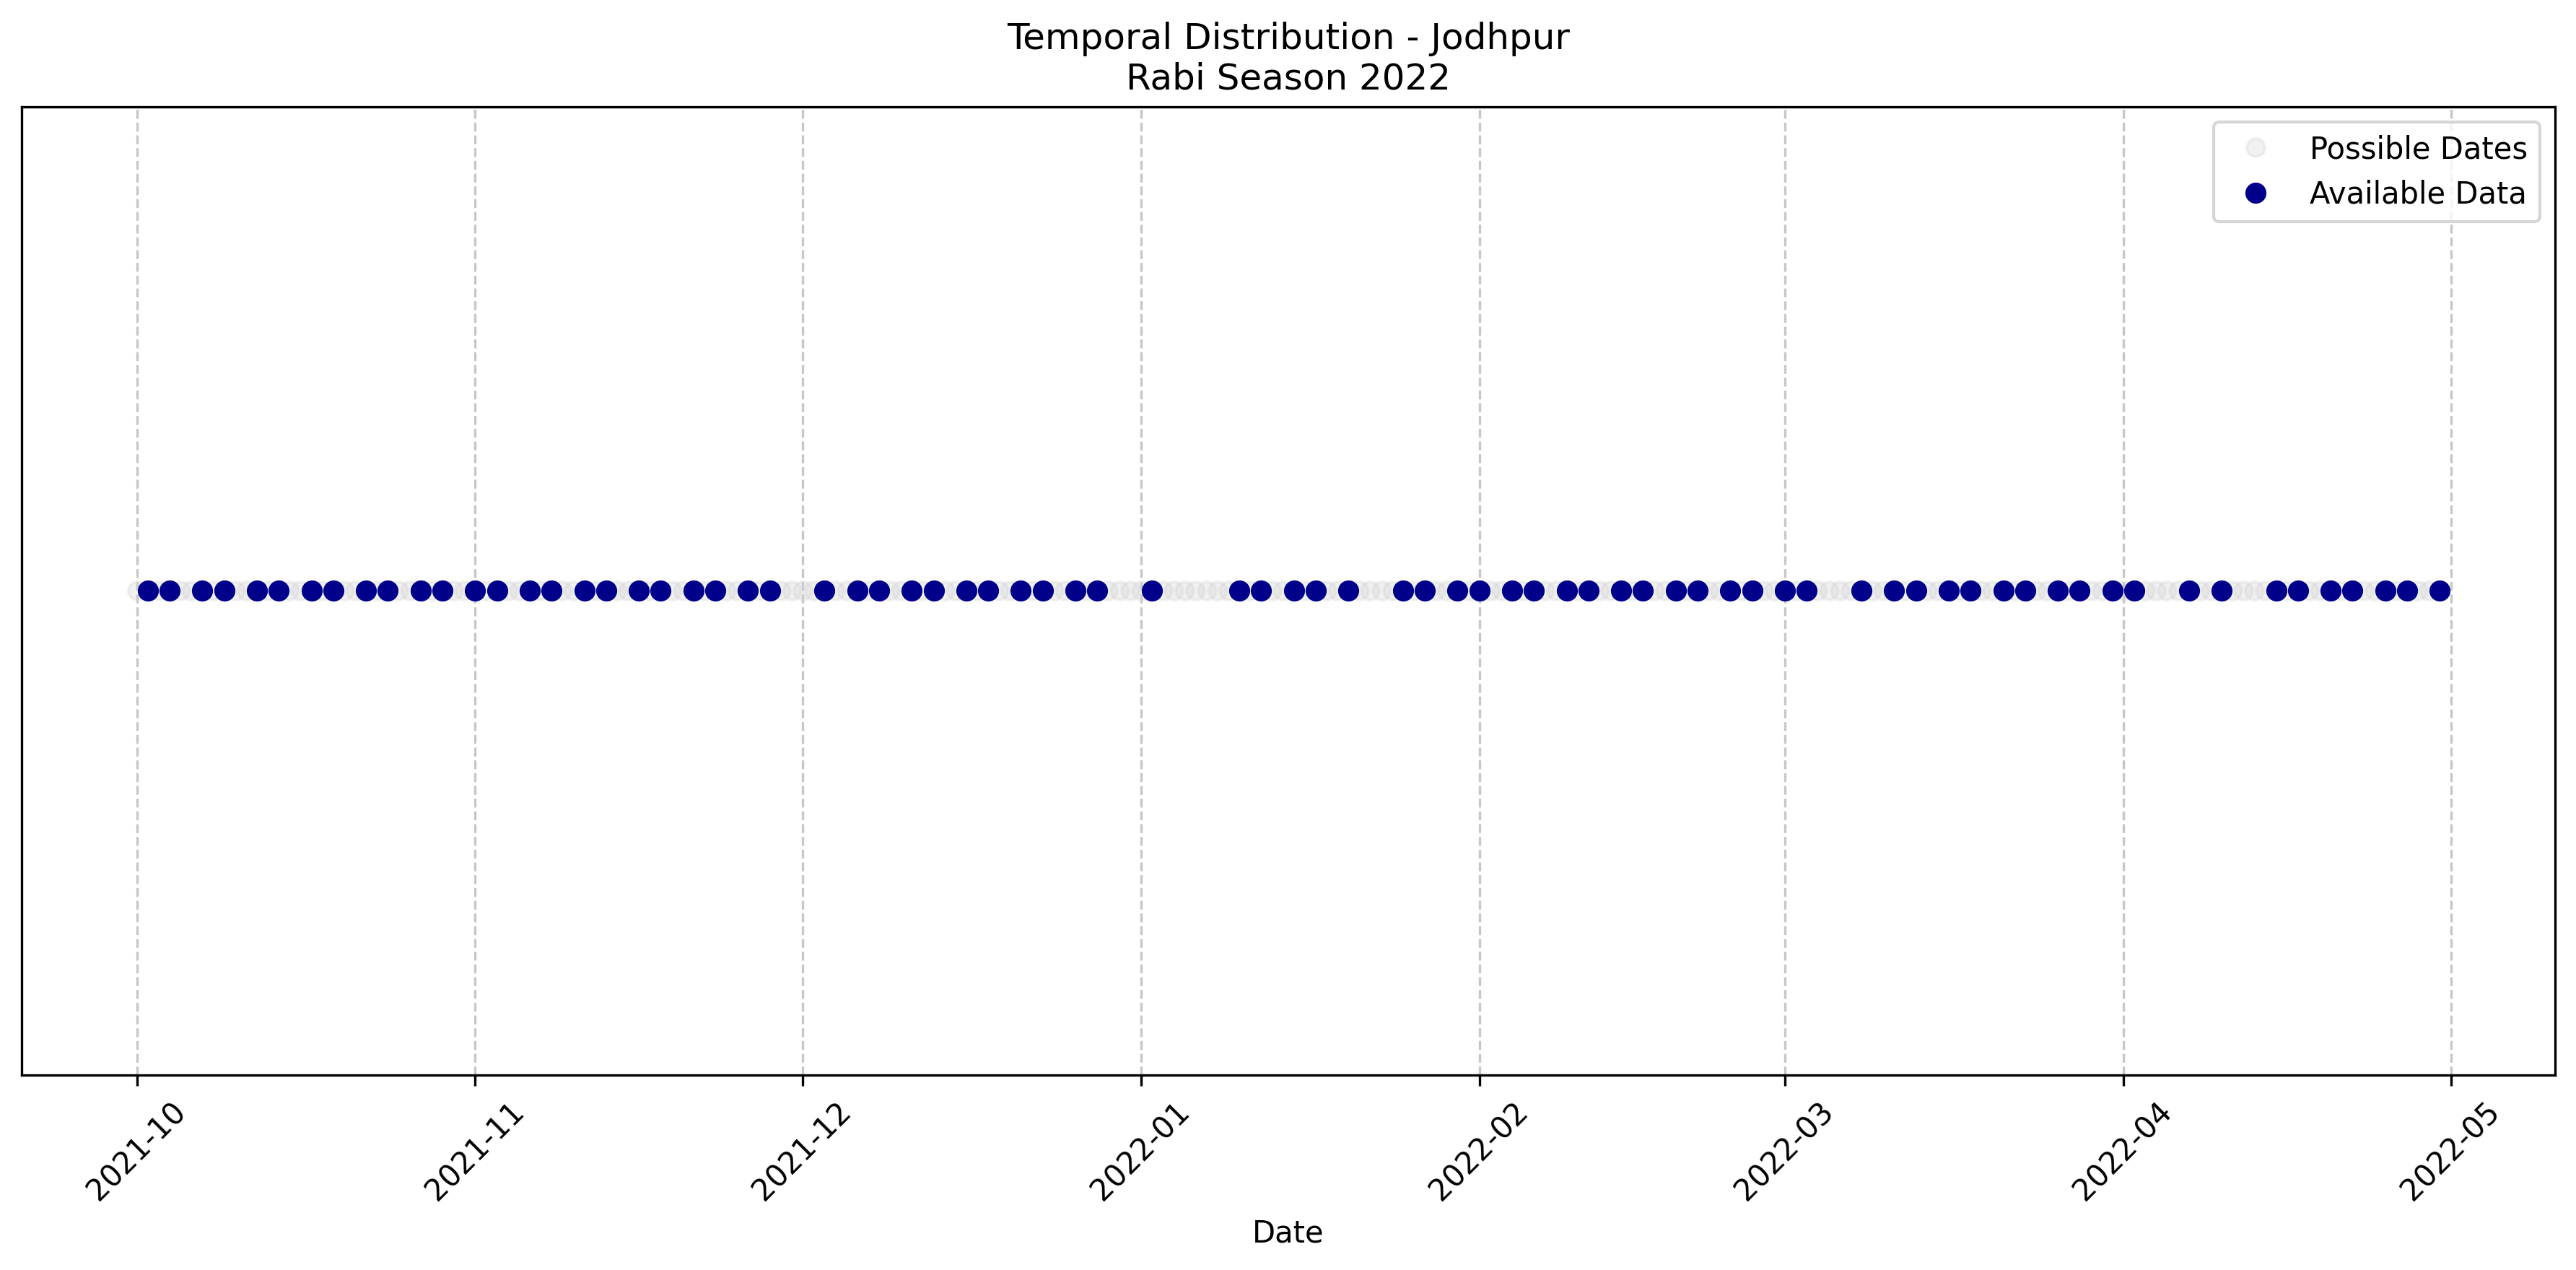 Temporal Distribution - Jodhpur
Rabi Season 2022
Possible Dates
Available Data
2021-10
2021-11
2021-12
2022-01
2022-02
2022-03
2022-04
2022-05
Date